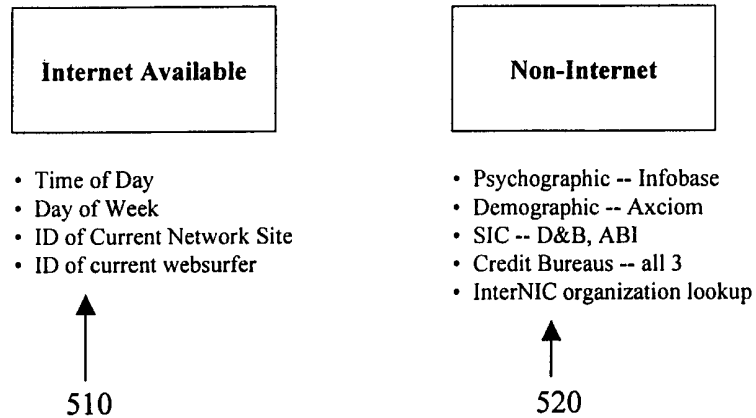 Internet Available
• Time of Day
• Day of Week
• ID of Current Network Site
• ID of current websurfer
510
Non-Internet
• Psychographic -- Infobase
• Demographic -- Axciom
• SIC -- D&B, ABI
• Credit Bureaus -- all 3
• InterNIC organization lookup
520